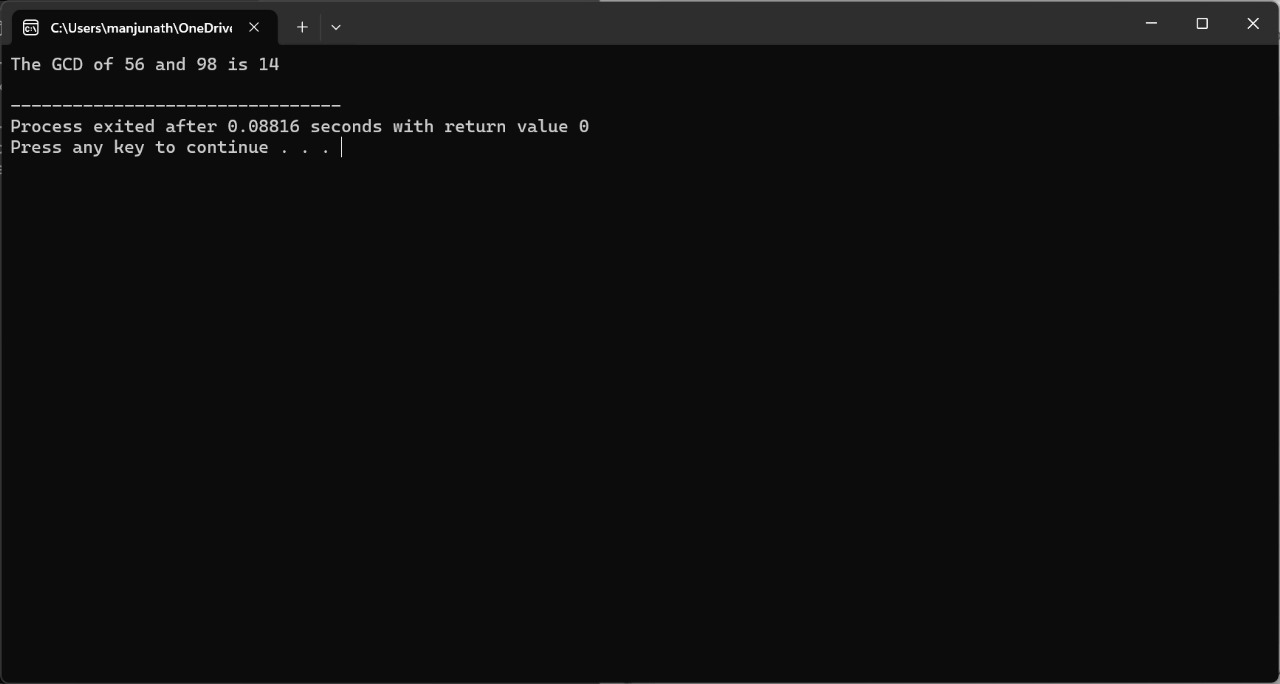 C:\Users\manjunath\OneDrive
The GCD of 56 and 98 is 14
--------------------------------
Process exited after 0.08816 seconds with return value 0
Press any key to continue . . .